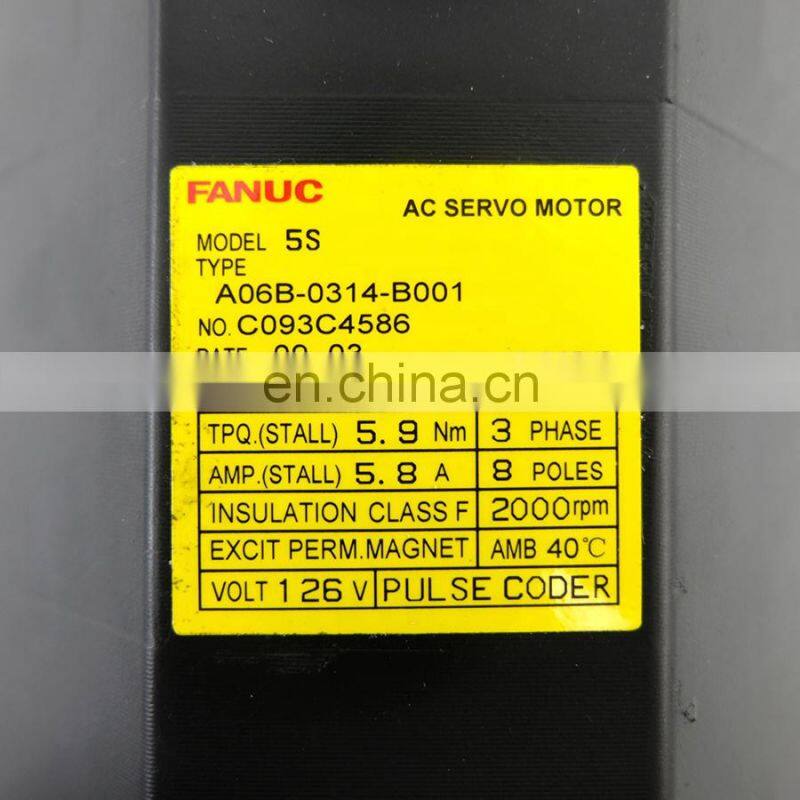 FANUC
AC SERVO MOTOR
MODEL 5S
TYPE
A06B-0314-B001
NO. C093C4586
DATE
en.china.cn
TPQ.(STALL) 5.9 Nm 3 PHASE
AMP.(STALL) 5.8 A 8 POLES
INSULATION CLASS F 2000rpm
EXCIT PERM.MAGNET AMB 40℃
VOLT 126 V PULSE CODER